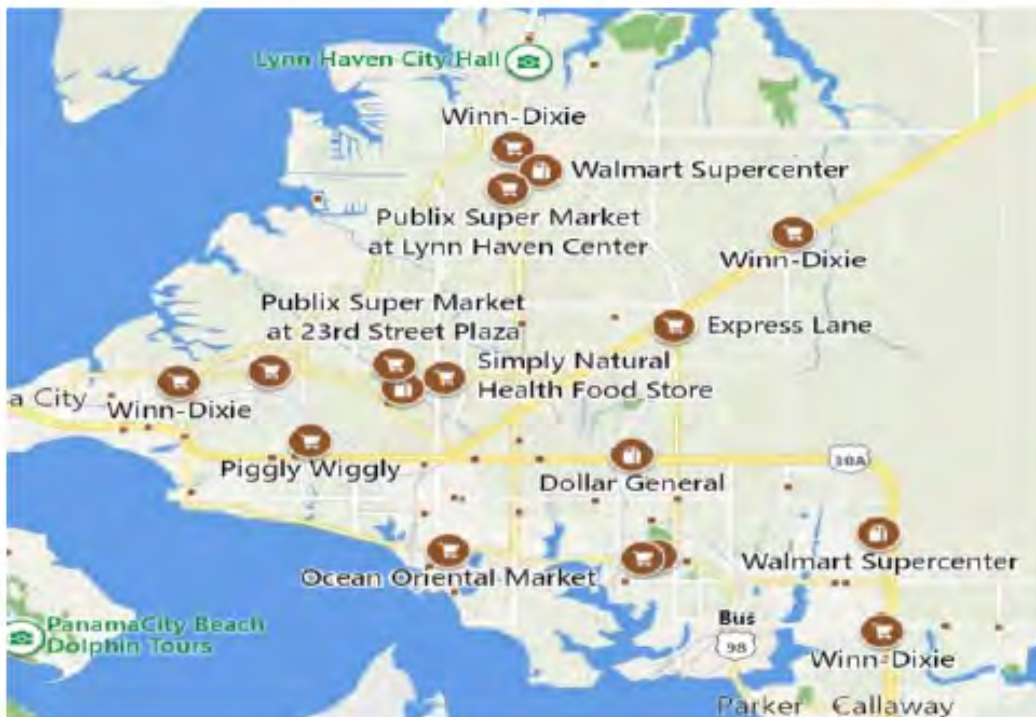 Lynn Haven City Hall
Winn-Dixie
Walmart Supercenter
Publix Super Market
at Lynn Haven Center
Winn-Dixie
Publix Super Market
at 23rd Street Plaza
Express Lane
Simply Natural
Health Food Store
a City
Winn-Dixie
Piggly Wiggly
30A
Dollar General
Walmart Supercenter
Ocean Oriental Market
PanamaCity Beach
Dolphin Tours
Bus
98
Winn-Dixie
Parker
Callaway